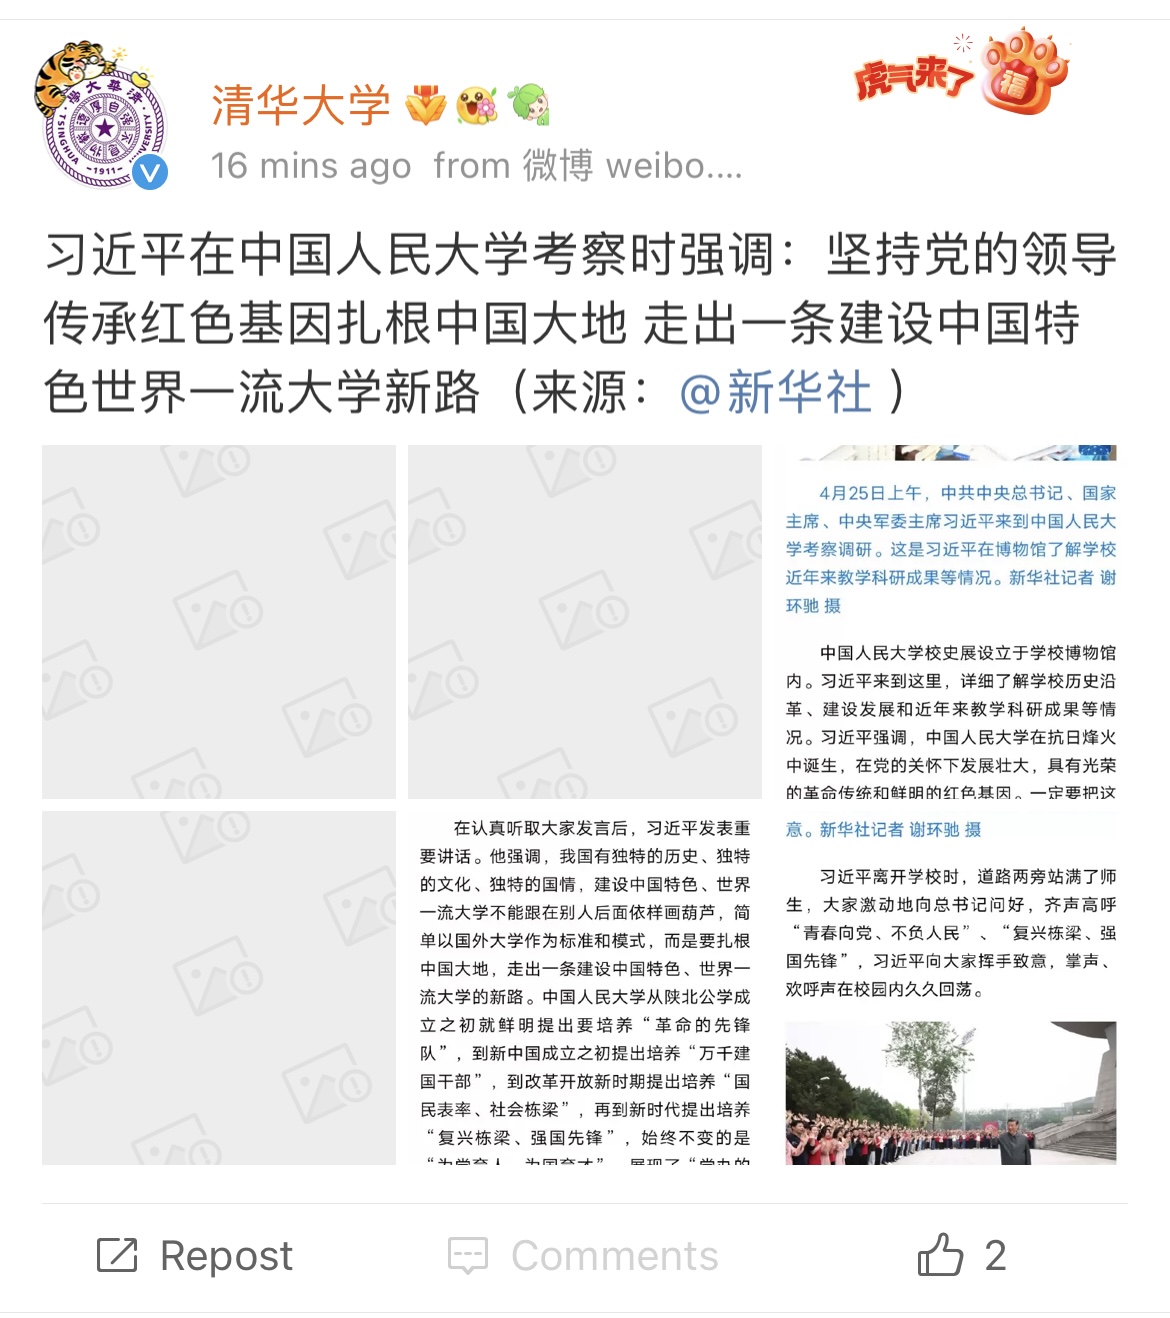 清华大学
虎气来了
福
16 mins ago from 微博 weibo....
习近平在中国人民大学考察时强调：坚持党的领导
传承红色基因扎根中国大地 走出一条建设中国特
色世界一流大学新路（来源：@新华社 ）
4月25日上午，中共中央总书记、国家
主席、中央军委主席习近平来到中国人民大
学考察调研。这是习近平在博物馆了解学校
近年来教学科研成果等情况。新华社记者 谢
环驰 摄
中国人民大学校史展设立于学校博物馆
内。习近平来到这里，详细了解学校历史沿
革、建设发展和近年来教学科研成果等情
况。习近平强调，中国人民大学在抗日烽火
中诞生，在党的关怀下发展壮大，具有光荣
的革命传统和鲜明的红色基因。一定要把这
在认真听取大家发言后，习近平发表重
要讲话。他强调，我国有独特的历史、独特
的文化、独特的国情，建设中国特色、世界
一流大学不能跟在别人后面依样画葫芦，简
单以国外大学作为标准和模式，而是要扎根
中国大地，走出一条建设中国特色、世界一
流大学的新路。中国人民大学从陕北公学成
立之初就鲜明提出要培养“革命的先锋
队”，到新中国成立之初提出培养“万千建
国干部”，到改革开放新时期提出培养“国
民表率、社会栋梁”，再到新时代提出培养
“复兴栋梁、强国先锋”，始终不变的是
“为党育人、为国育才”，展现了“党办的
意。新华社记者 谢环驰 摄
习近平离开学校时，道路两旁站满了师
生，大家激动地向总书记问好，齐声高呼
“青春向党、不负人民”、“复兴栋梁、强
国先锋”，习近平向大家挥手致意，掌声、
欢呼声在校园内久久回荡。
Repost
Comments
2